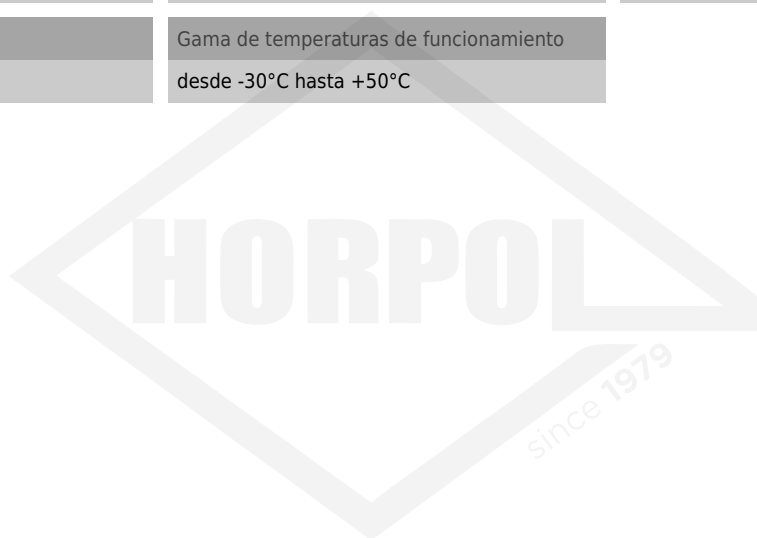 Gama de temperaturas de funcionamiento
desde -30°C hasta +50°C
HORPOL
since 1979